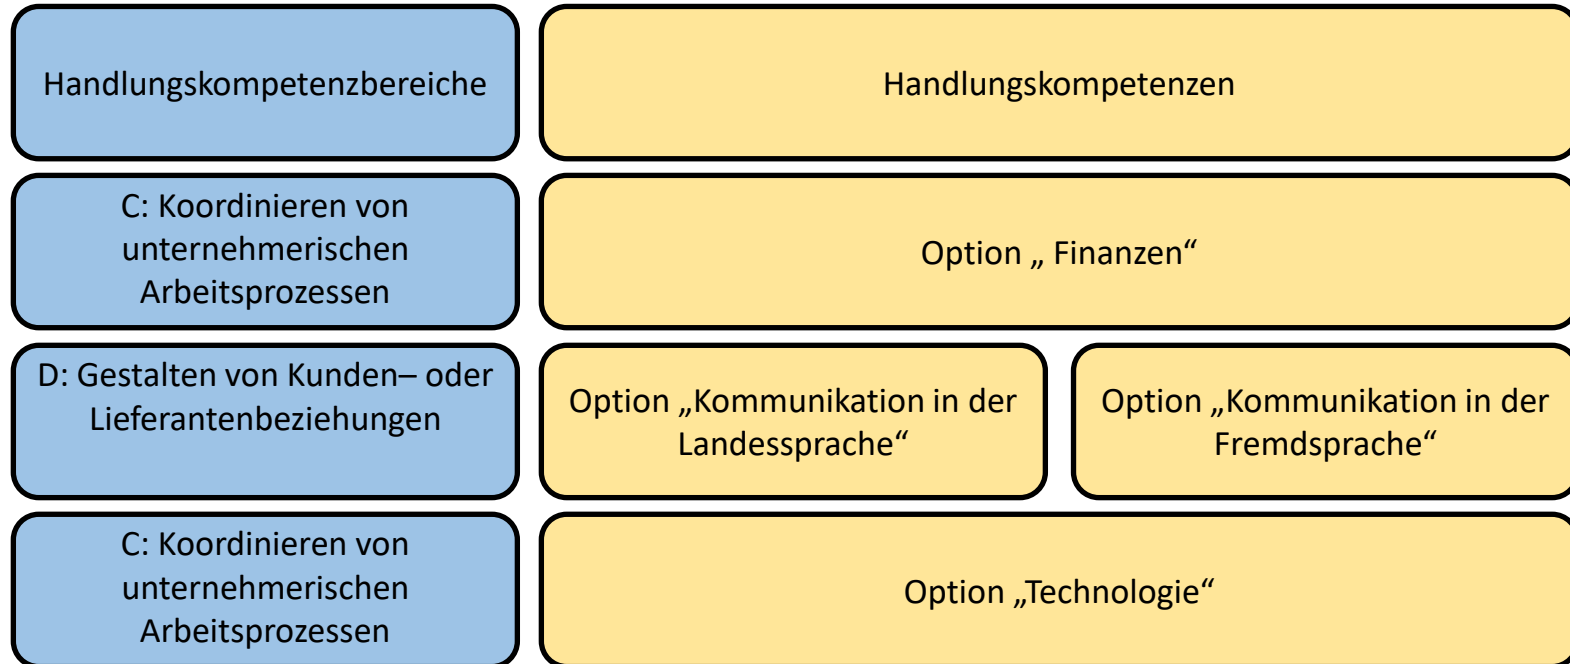 Handlungskompetenzbereiche
Handlungskompetenzen
C: Koordinieren von
unternehmerischen
Arbeitsprozessen
Option „ Finanzen“
D: Gestalten von Kunden– oder
Lieferantenbeziehungen
Option „Kommunikation in der
Landessprache“
Option „Kommunikation in der
Fremdsprache“
C: Koordinieren von
unternehmerischen
Arbeitsprozessen
Option „Technologie“